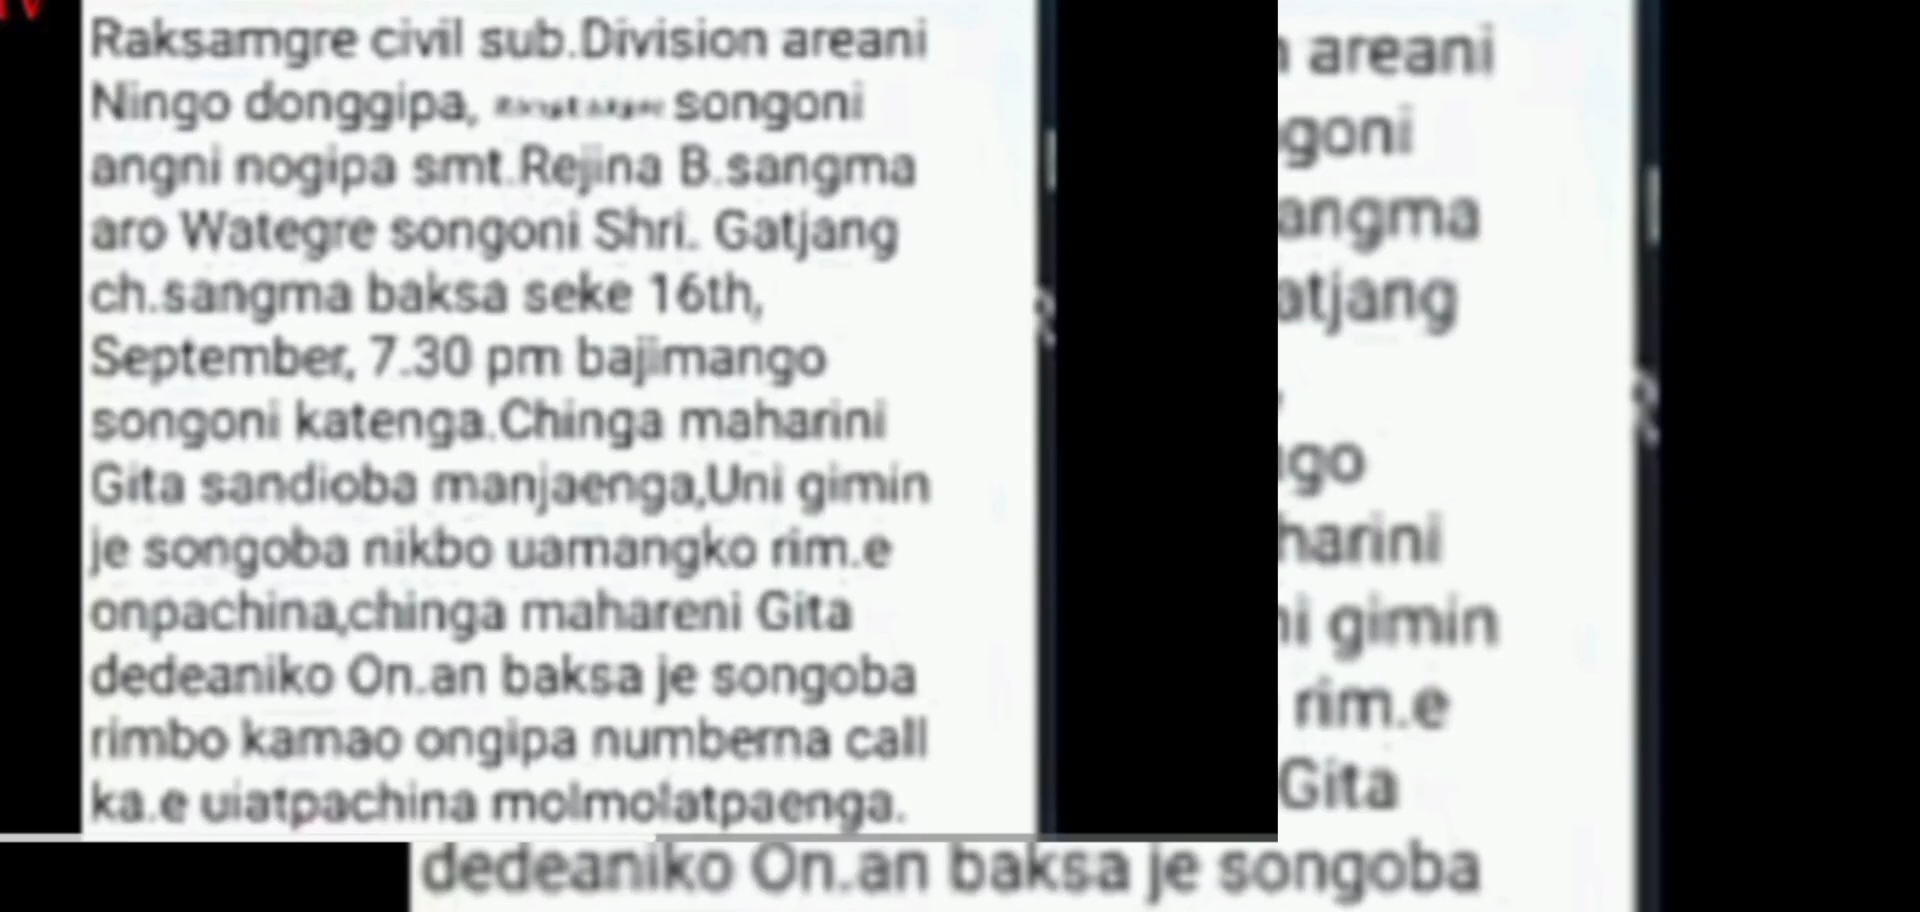 Raksamgre civil sub.Division areani
Ningo donggipa, songoni
angni nogipa smt.Rejina B.sangma
aro Wategre songoni Shri. Gatjang
ch.sangma baksa seke 16th,
September, 7.30 pm bajimango
songoni katenga.Chinga maharini
Gita sandioba manjaenga,Uni gimin
je songoba nikbo uamangko rim.e
onpachina,chinga mahareni Gita
dedeaniko On.an baksa je songoba
rimbo kamao ongipa numberna call
ka.e uiatpachina molmolatpaenga.
areani
goni
angma
atjang
go
harini
ni gimin
rim.e
Gita
dedeaniko On.an baksa je songoba